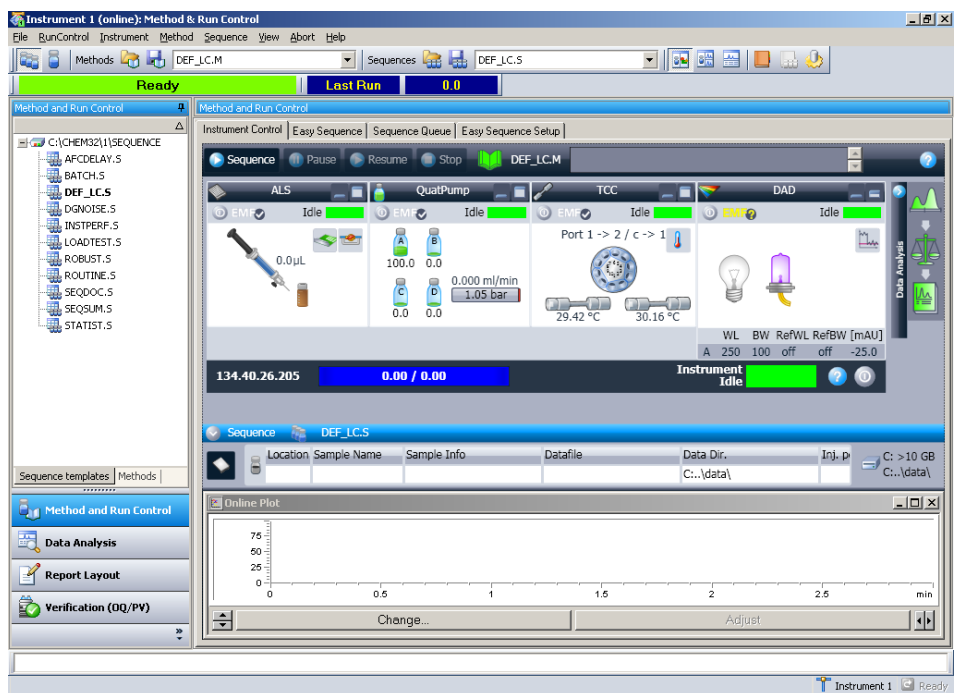 Instrument 1 (online): Method & Run Control
File RunControl Instrument Method Sequence View Abort Help
Methods DEF_LC.M Sequences DEF_LC.S
Ready Last Run 0.0
Method and Run Control
C:\CHEM32\1\SEQUENCE
AFCDELAY.S
BATCH.S
DEF_LC.S
DGNOISE.S
INSTPERF.S
LOADTEST.S
ROBUST.S
ROUTINE.S
SEQDOC.S
SEQSUM.S
STATIST.S
Sequence templates Methods
Method and Run Control
Data Analysis
Report Layout
Verification (OQ/PV)
Method and Run Control
Instrument Control Easy Sequence Sequence Queue Easy Sequence Setup
Sequence Pause Resume Stop DEF_LC.M
ALS QuatPump TCC DAD
EMF Idle EMF Idle EMF Idle EMF Idle
0.0µL
A B
100.0 0.0
C D
0.0 0.0
0.000 ml/min
1.05 bar
Port 1 -> 2 / c -> 1
29.42 °C 30.16 °C
WL BW RefWL RefBW [mAU]
A 250 100 off off -25.0
Data Analysis
134.40.26.205 0.00 / 0.00 Instrument
Idle
Sequence DEF_LC.S
Location Sample Name Sample Info Datafile Data Dir. Inj. p C: >10 GB
C:..\data\ C:..\data\
Online Plot
75
50
25
0
0 0.5 1 1.5 2 2.5 min
Change... Adjust
Instrument 1 Ready